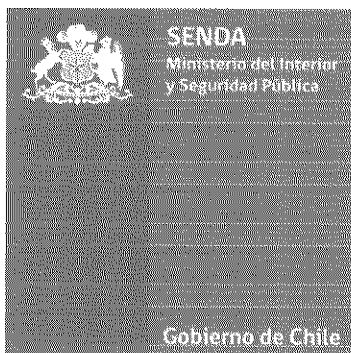 SENDA
Ministerio del Interior
y Seguridad Pública
Gobierno de Chile